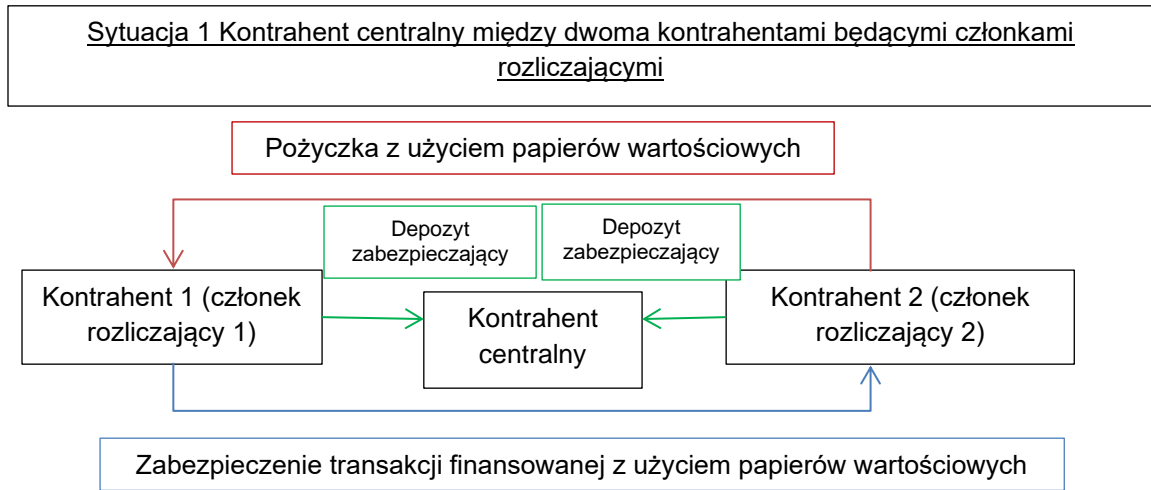 Sytuacja 1 Kontrahent centralny między dwoma kontrahentami będącymi członkami
rozliczającymi
Pożyczka z użyciem papierów wartościowych
Depozyt
zabezpieczający
Depozyt
zabezpieczający
Kontrahent 1 (członek
rozliczający 1)
Kontrahent
centralny
Kontrahent 2 (członek
rozliczający 2)
Zabezpieczenie transakcji finansowanej z użyciem papierów wartościowych